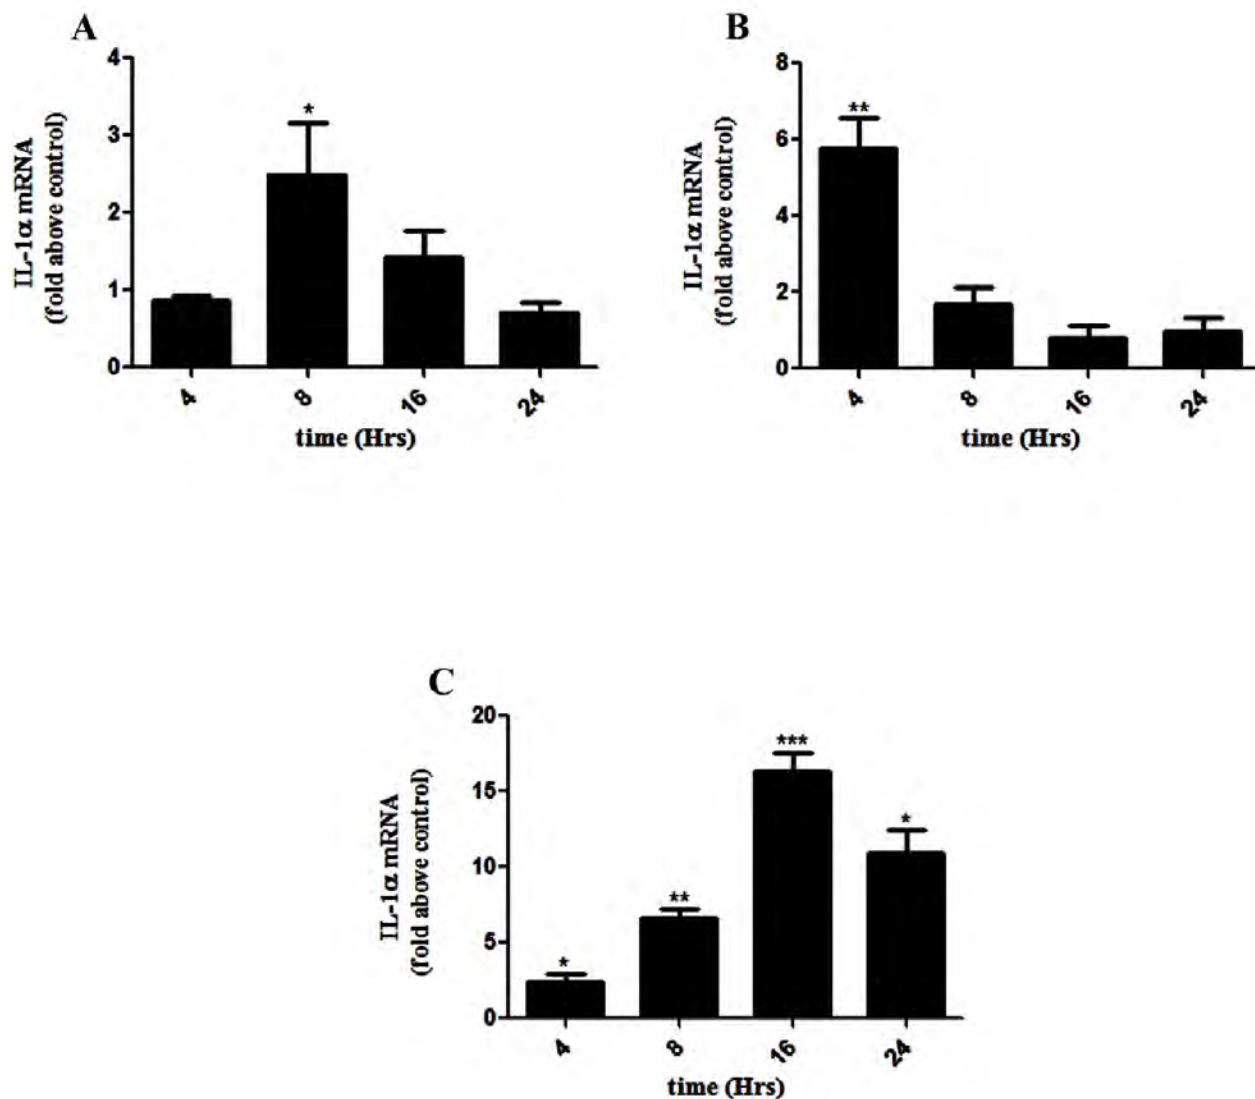 A
IL-1α mRNA
(fold above control)
4
3
2
1
0
*
4
8
16
24
time (Hrs)
B
IL-1α mRNA
(fold above control)
8
6
4
2
0
**
4
8
16
24
time (Hrs)
C
IL-1α mRNA
(fold above control)
20
15
10
5
0
*
**
***
*
4
8
16
24
time (Hrs)